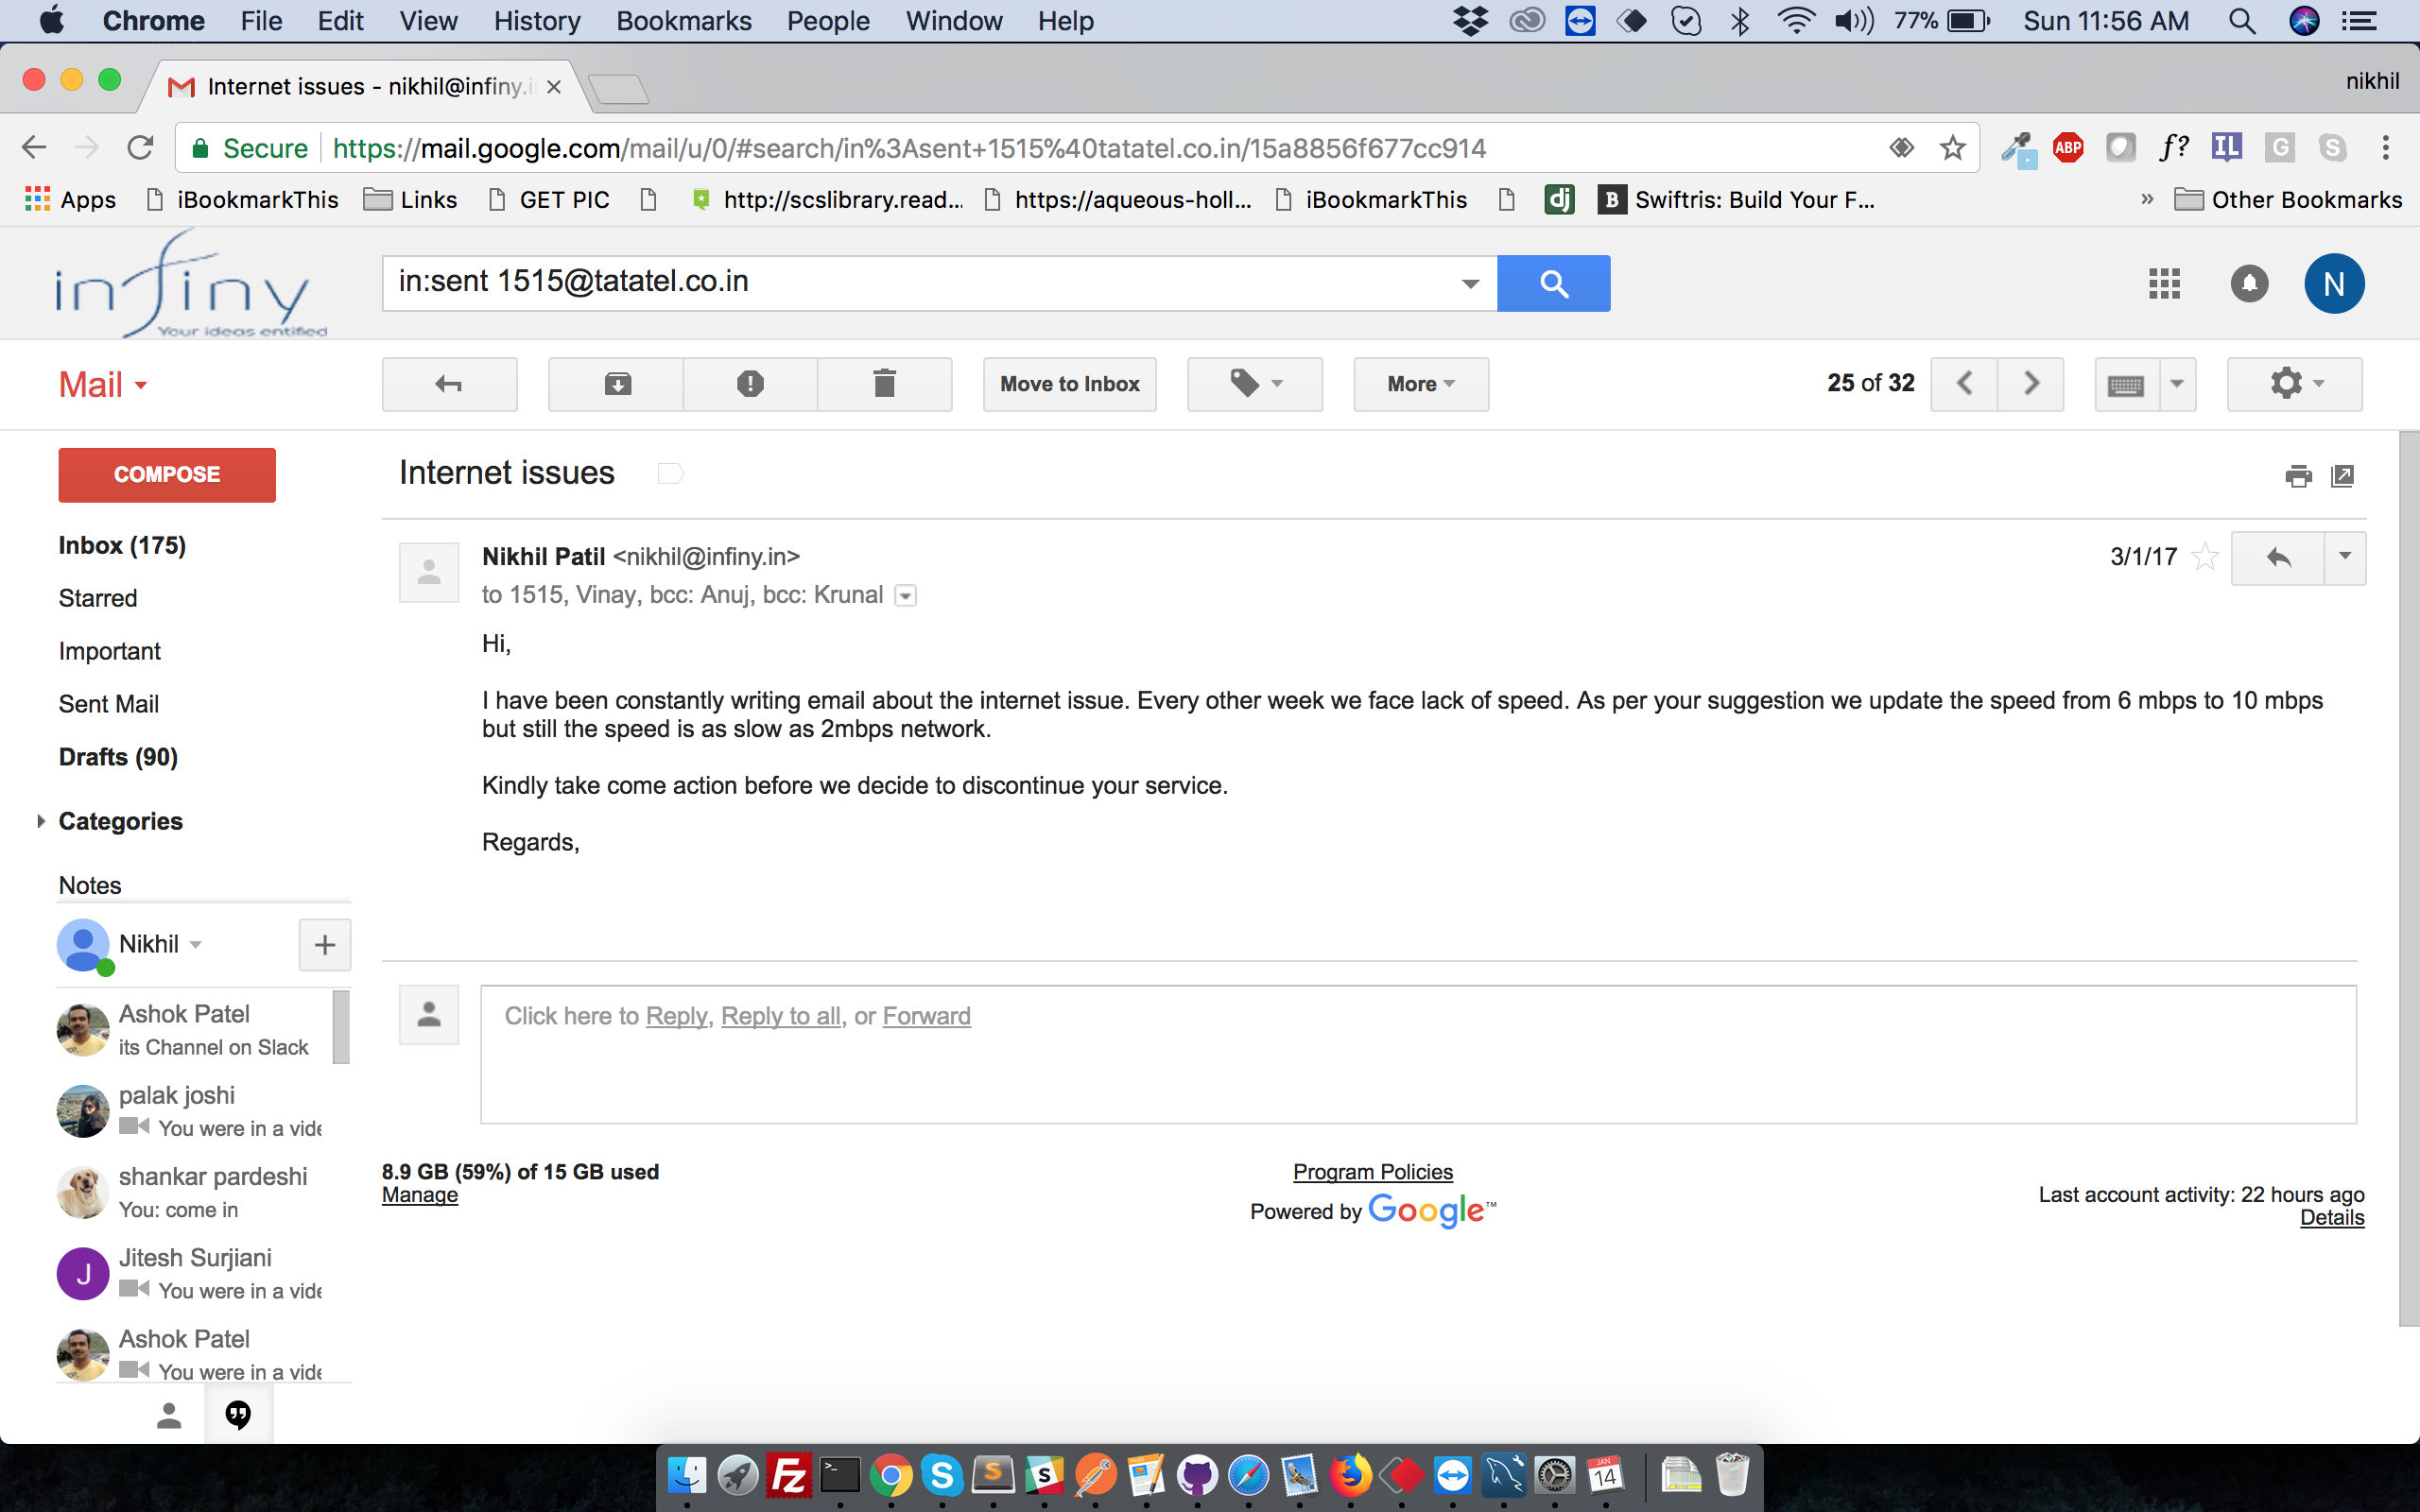 Chrome File Edit View History Bookmarks People Window Help 77% Sun 11:56 AM
Internet issues - nikhil@infiny.i nikhil
Secure https://mail.google.com/mail/u/0/#search/in%3Asent+1515%40tatatel.co.in/15a8856f677cc914 ABP f? IL G S
Apps iBookmarkThis Links GET PIC http://scslibrary.read... https://aqueous-holl... iBookmarkThis dj B Swiftris: Build Your F... » Other Bookmarks
infiny
Your ideas entified
in:sent 1515@tatatel.co.in
N
Mail Move to Inbox More 25 of 32
COMPOSE
Inbox (175)
Starred
Important
Sent Mail
Drafts (90)
Categories
Notes
Nikhil
Ashok Patel
its Channel on Slack
palak joshi
You were in a vide
shankar pardeshi
You: come in
J
Jitesh Surjiani
You were in a vide
Ashok Patel
You were in a vide
Internet issues
Nikhil Patil <nikhil@infiny.in> 3/1/17
to 1515, Vinay, bcc: Anuj, bcc: Krunal
Hi,
I have been constantly writing email about the internet issue. Every other week we face lack of speed. As per your suggestion we update the speed from 6 mbps to 10 mbps
but still the speed is as slow as 2mbps network.
Kindly take come action before we decide to discontinue your service.
Regards,
Click here to Reply, Reply to all, or Forward
8.9 GB (59%) of 15 GB used
Manage
Program Policies
Powered by Google™
Last account activity: 22 hours ago
Details
Fz S S S JAN
14